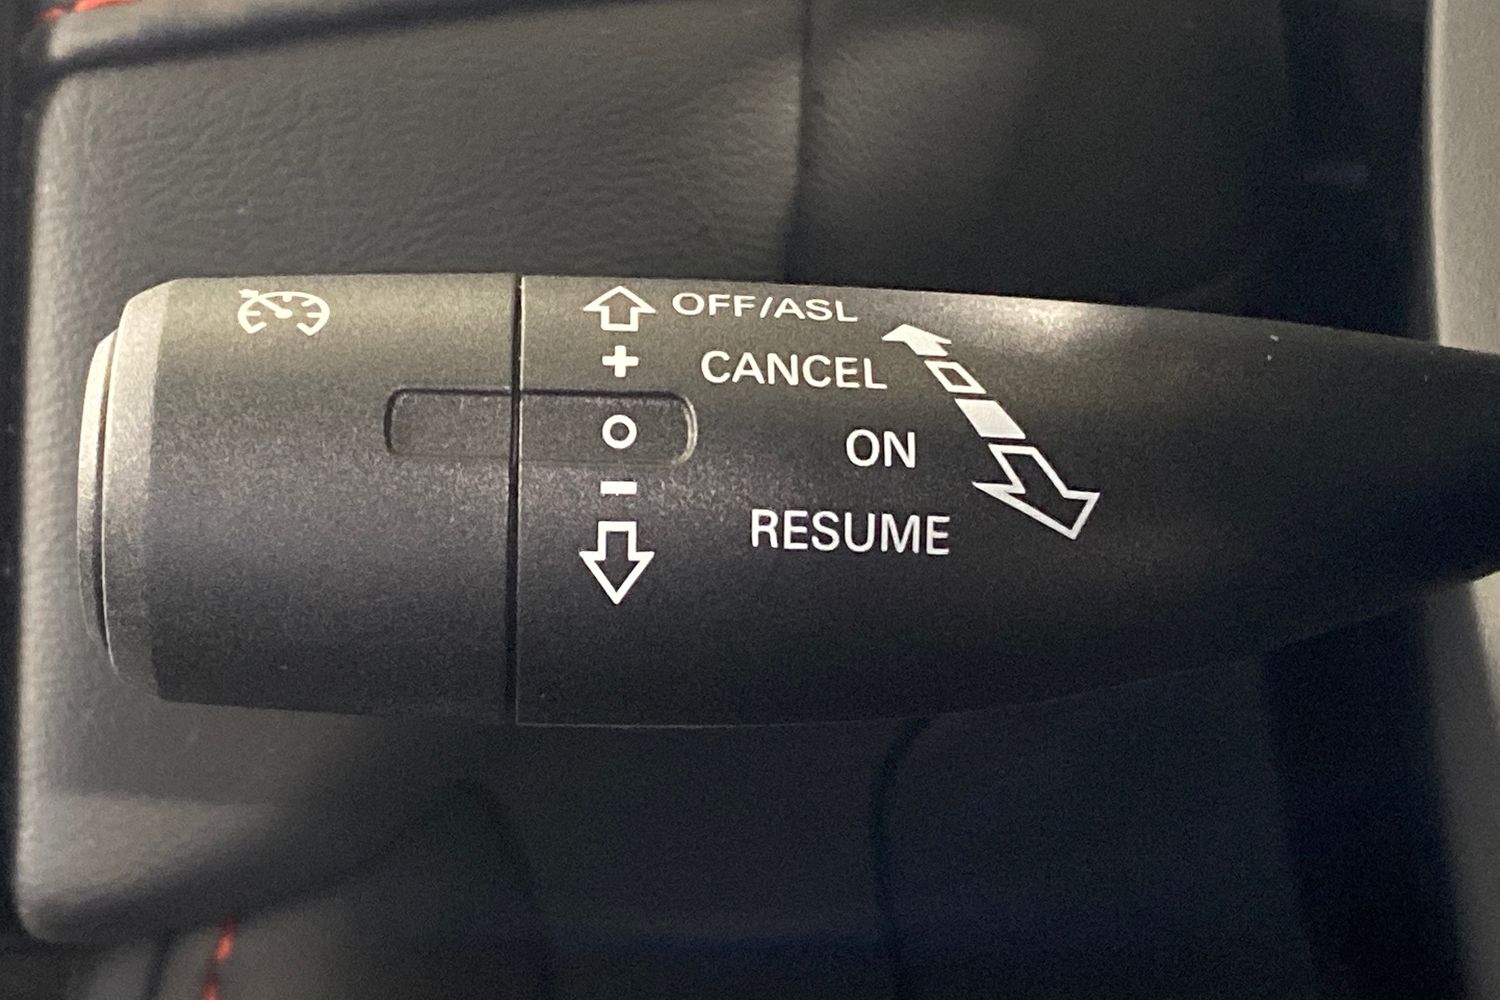 OFF/ASL
+ CANCEL
ON
−
RESUME